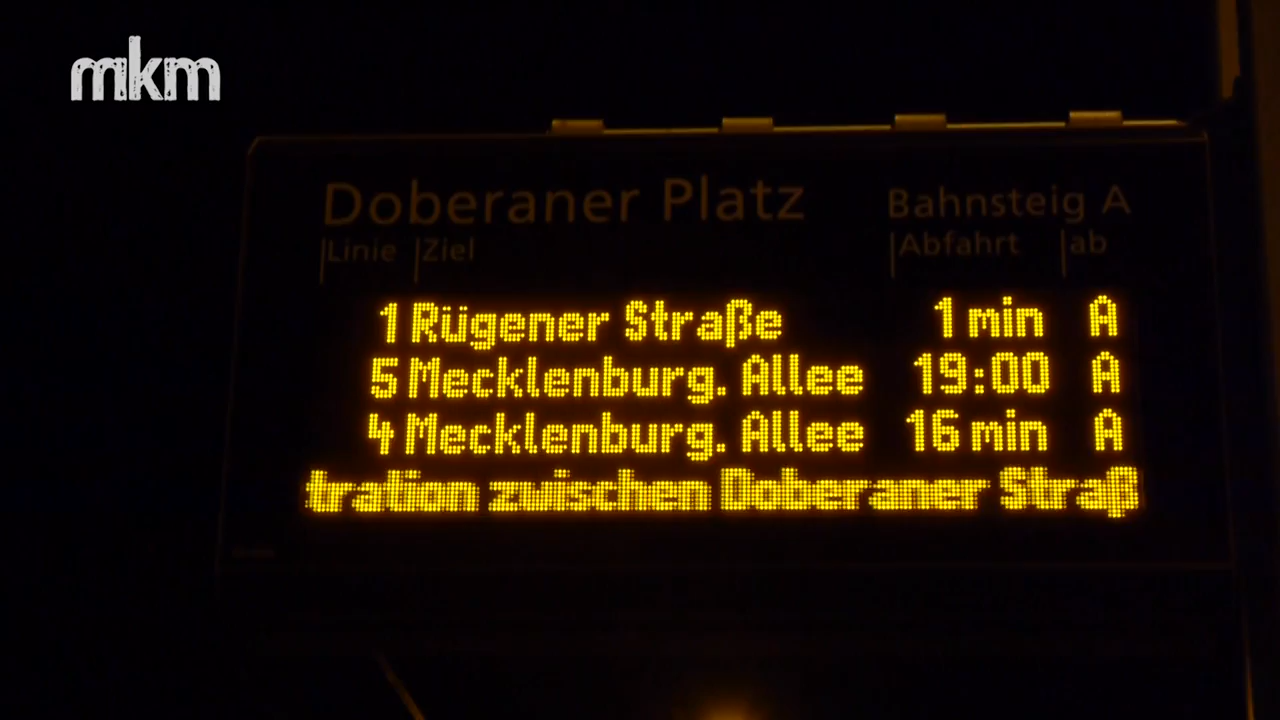 mkm
Doberaner Platz Bahnsteig A
Linie Ziel Abfahrt ab
1 Rügener Straße 1 min A
5 Mecklenburg. Allee 19:00 A
4 Mecklenburg. Allee 16 min A
tration zwischen Doberaner Straß